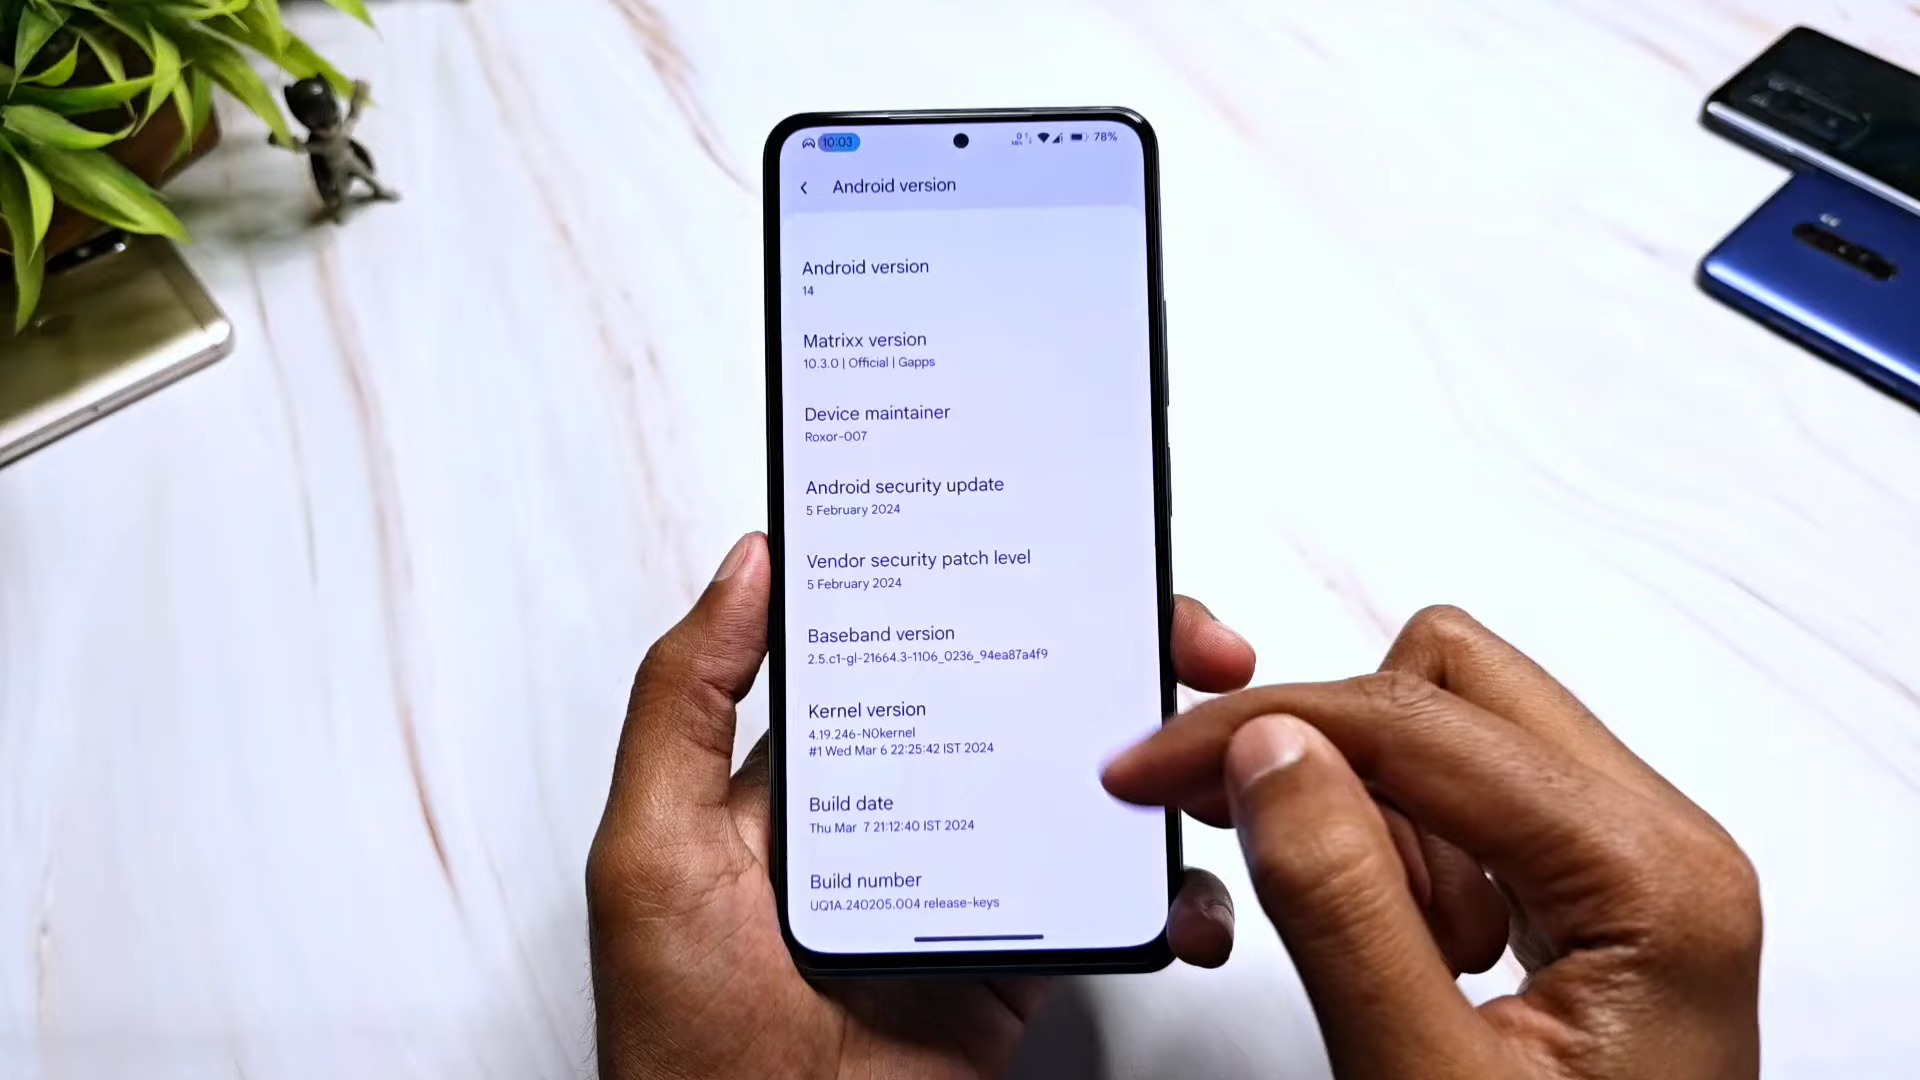 10:03
78%
Android version
Android version
14
Matrixx version
10.3.0 | Official | Gapps
Device maintainer
Roxor-007
Android security update
5 February 2024
Vendor security patch level
5 February 2024
Baseband version
2.5.c1-gl-21664.3-1106_0236_94ea87a4f9
Kernel version
4.19.246-N0kernel
#1 Wed Mar 6 22:25:42 IST 2024
Build date
Thu Mar  7 21:12:40 IST 2024
Build number
UQ1A.240205.004 release-keys